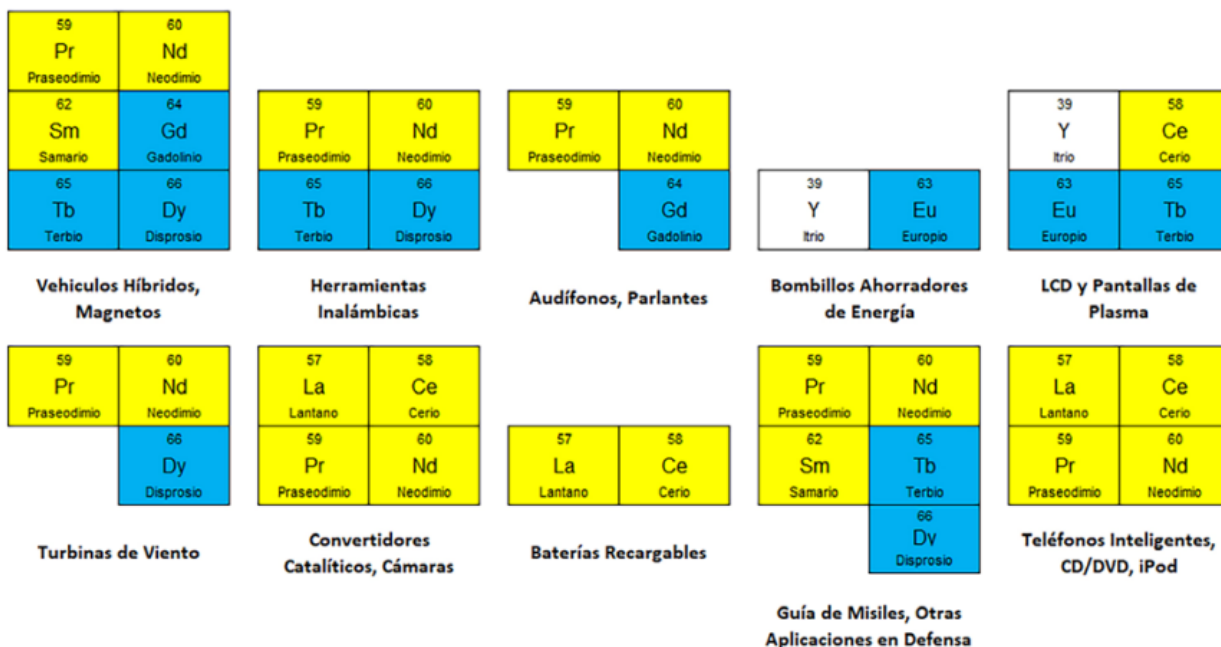 59
Pr
Praseodimio
60
Nd
Neodimio
62
Sm
Samario
64
Gd
Gadolinio
65
Tb
Terbio
66
Dy
Disprosio
Vehiculos Híbridos,
Magnetos
59
Pr
Praseodimio
60
Nd
Neodimio
65
Tb
Terbio
66
Dy
Disprosio
Herramientas
Inalámbicas
59
Pr
Praseodimio
60
Nd
Neodimio
64
Gd
Gadolinio
Audífonos, Parlantes
39
Y
Itrio
63
Eu
Europio
Bombillos Ahorradores
de Energía
39
Y
Itrio
58
Ce
Cerio
63
Eu
Europio
65
Tb
Terbio
LCD y Pantallas de
Plasma
59
Pr
Praseodimio
60
Nd
Neodimio
66
Dy
Disprosio
Turbinas de Viento
57
La
Lantano
58
Ce
Cerio
59
Pr
Praseodimio
60
Nd
Neodimio
Convertidores
Catalíticos, Cámaras
57
La
Lantano
58
Ce
Cerio
Baterías Recargables
59
Pr
Praseodimio
60
Nd
Neodimio
62
Sm
Samario
65
Tb
Terbio
66
Dy
Disprosio
Guía de Misiles, Otras
Aplicaciones en Defensa
57
La
Lantano
58
Ce
Cerio
59
Pr
Praseodimio
60
Nd
Neodimio
Teléfonos Inteligentes,
CD/DVD, iPod